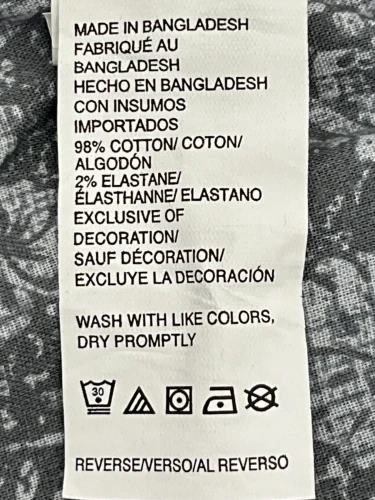 MADE IN BANGLADESH
FABRIQUÉ AU
BANGLADESH
HECHO EN BANGLADESH
CON INSUMOS
IMPORTADOS
98% COTTON/ COTON/
ALGODÓN
2% ELASTANE/
ÉLASTHANNE/ ELASTANO
EXCLUSIVE OF
DECORATION/
SAUF DÉCORATION/
EXCLUYE LA DECORACIÓN
WASH WITH LIKE COLORS,
DRY PROMPTLY
30
REVERSE/VERSO/AL REVERSO